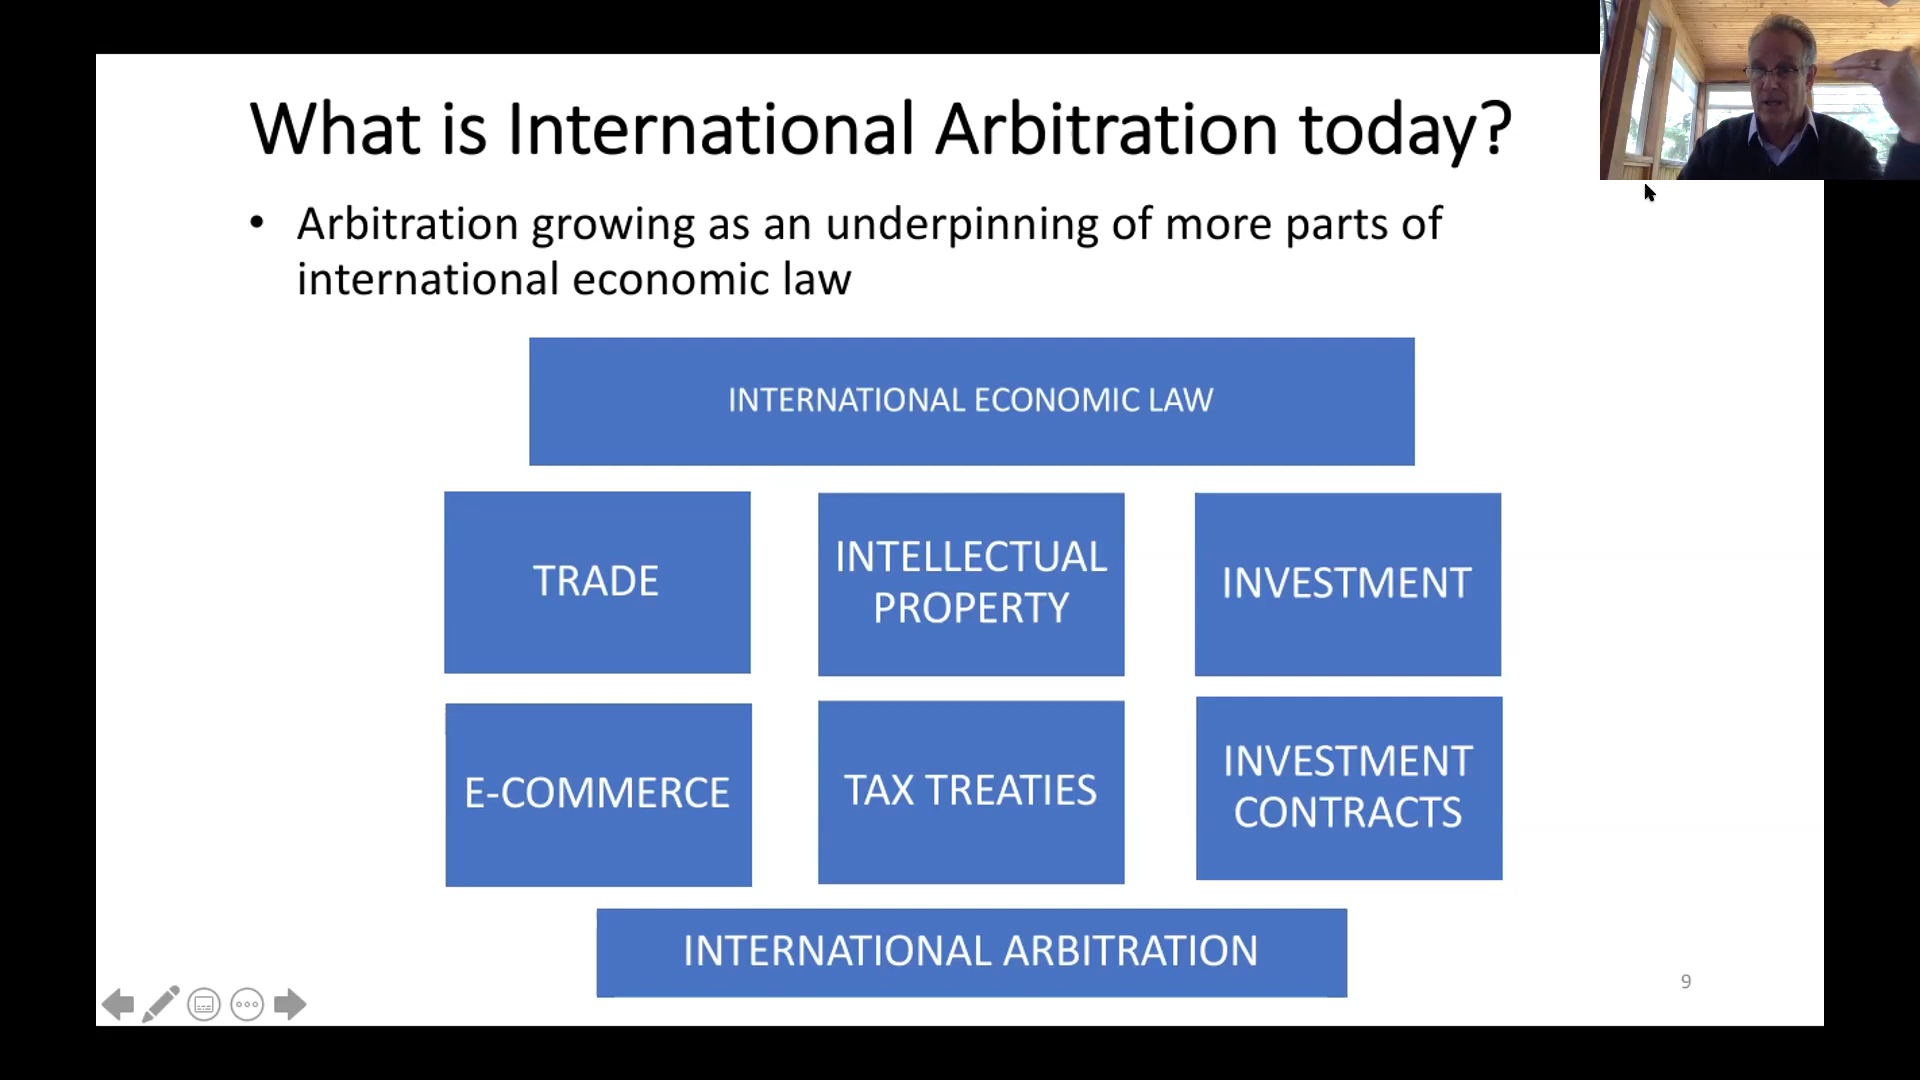 What is International Arbitration today?
• Arbitration growing as an underpinning of more parts of
international economic law
INTERNATIONAL ECONOMIC LAW
TRADE
INTELLECTUAL
PROPERTY
INVESTMENT
E-COMMERCE
TAX TREATIES
INVESTMENT
CONTRACTS
INTERNATIONAL ARBITRATION
9